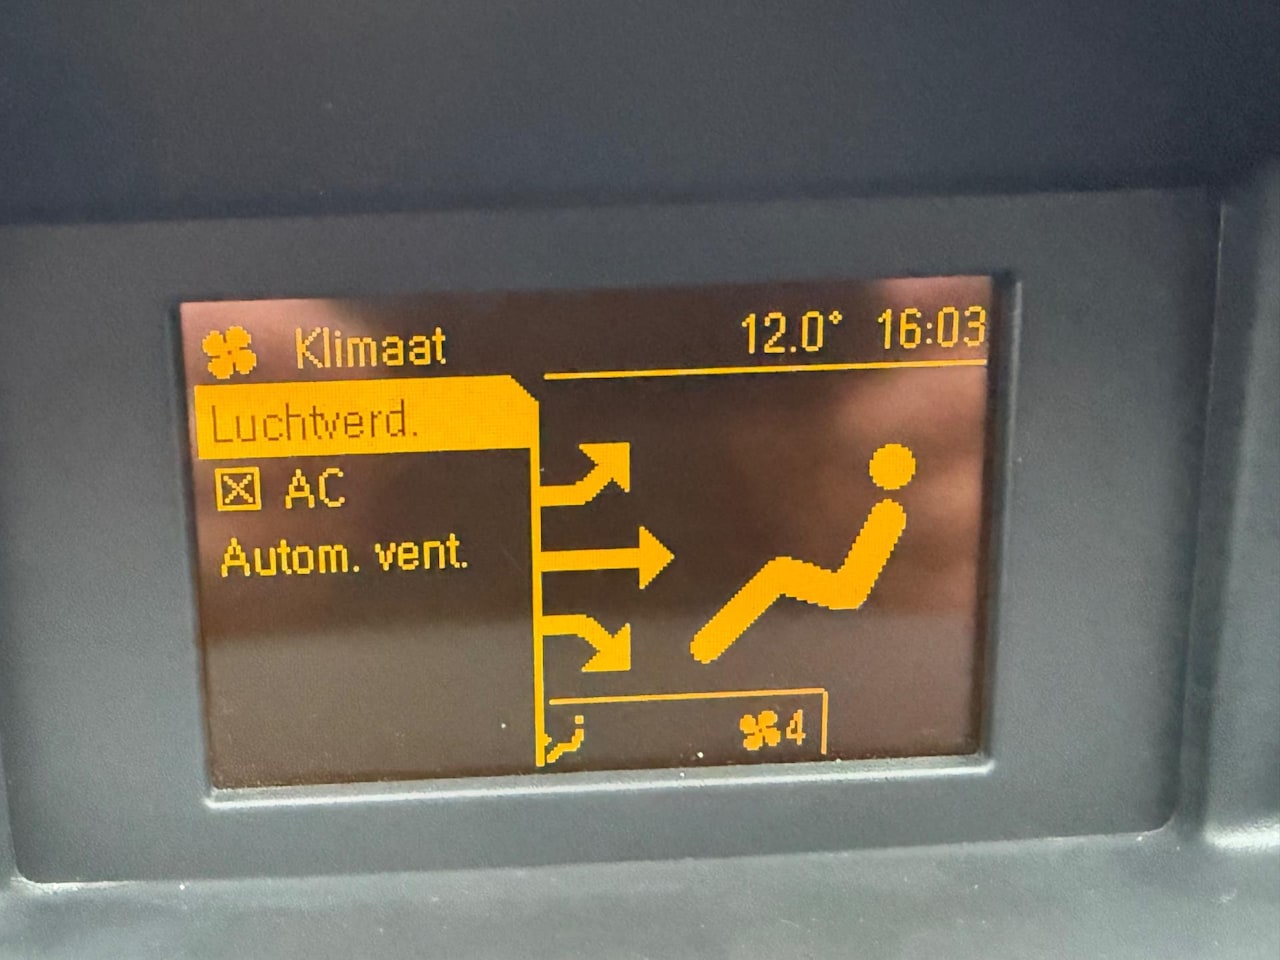 Klimaat 12.0° 16:03
Luchtverd.
AC
Autom. vent.
4